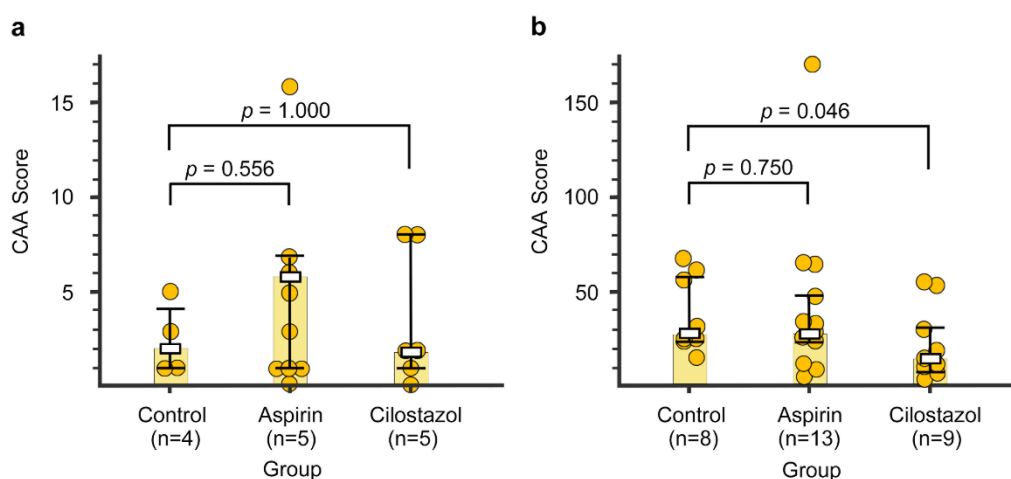 a
CAA Score
15
10
5
p = 1.000
p = 0.556
Control
(n=4)
Aspirin
(n=5)
Cilostazol
(n=5)
Group
b
CAA Score
150
100
50
p = 0.046
p = 0.750
Control
(n=8)
Aspirin
(n=13)
Cilostazol
(n=9)
Group